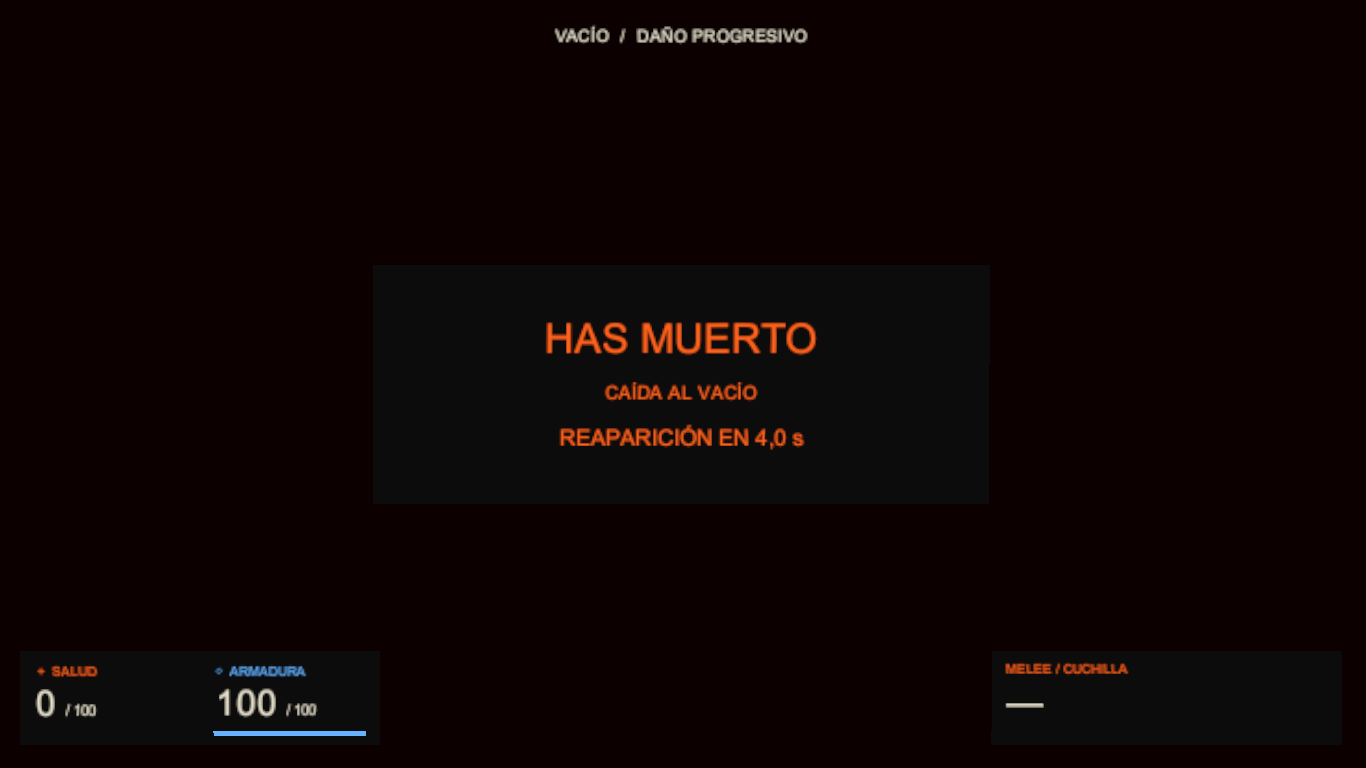 VACÍO / DAÑO PROGRESIVO
HAS MUERTO
CAÍDA AL VACÍO
REAPARICIÓN EN 4,0 s
+ SALUD
0 / 100
◇ ARMADURA
100 / 100
MELEE / CUCHILLA
—